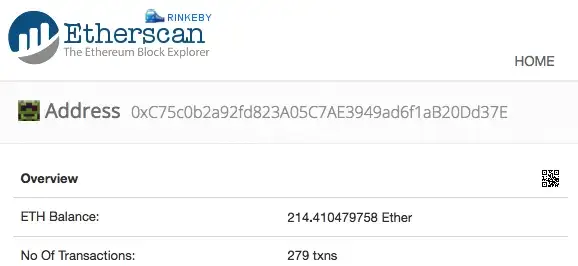 RINKEBY
Etherscan
The Ethereum Block Explorer
HOME
Address 0xC75c0b2a92fd823A05C7AE3949ad6f1aB20Dd37E
Overview
ETH Balance: 214.410479758 Ether
No Of Transactions: 279 txns